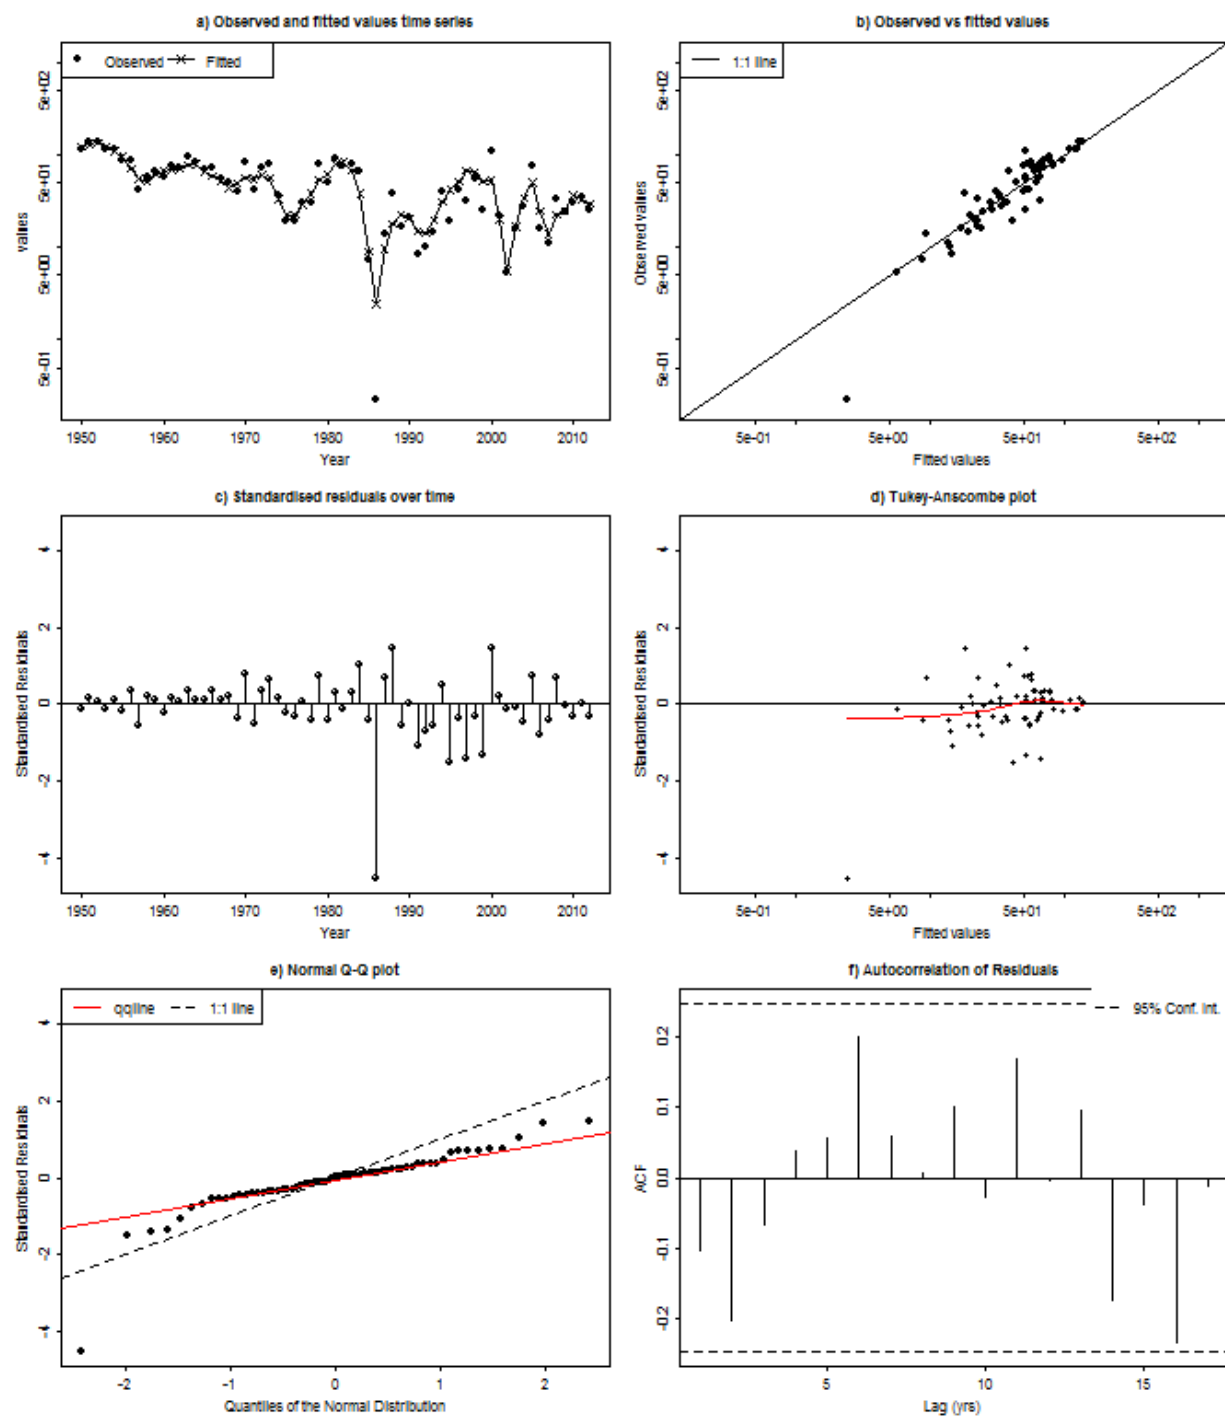 a) Observed and fitted values time series
Observed Fitted
values
5e-01 5e+00 5e+01 5e+02
1950 1960 1970 1980 1990 2000 2010
Year
b) Observed vs fitted values
1:1 line
Observed values
5e-01 5e+00 5e+01 5e+02
5e-01 5e+00 5e+01 5e+02
Fitted values
c) Standardised residuals over time
Standardised Residuals
-4 -2 0 2 4
1950 1960 1970 1980 1990 2000 2010
Year
d) Tukey-Anscombe plot
Standardised Residuals
-4 -2 0 2 4
5e-01 5e+00 5e+01 5e+02
Fitted values
e) Normal Q-Q plot
qqline 1:1 line
Standardised Residuals
-4 -2 0 2 4
-2 -1 0 1 2
Quantiles of the Normal Distribution
f) Autocorrelation of Residuals
95% Conf. Int.
ACF
-0.2 -0.1 0.0 0.1 0.2
5 10 15
Lag (yrs)